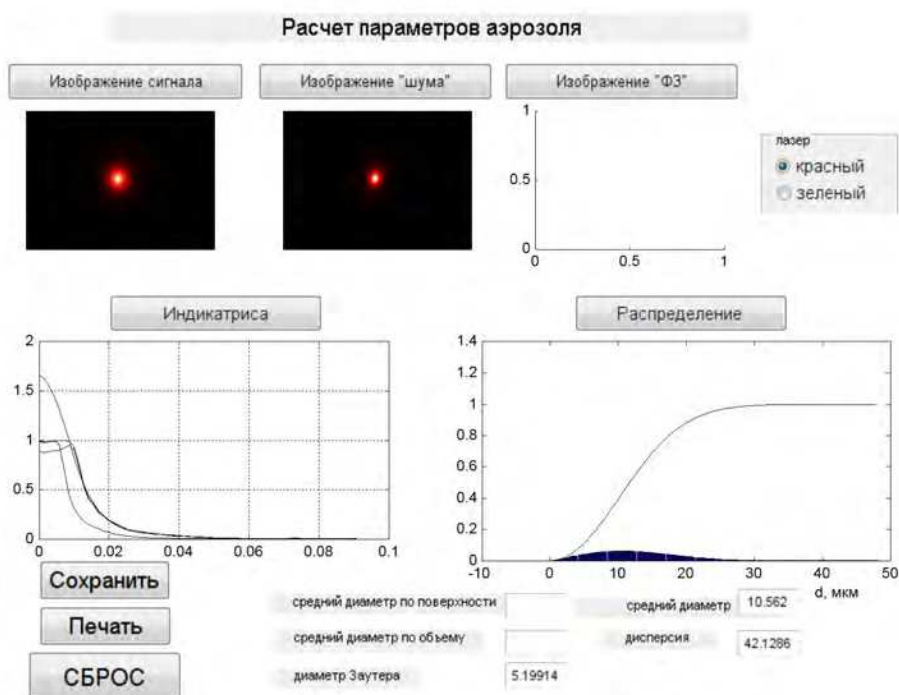 Расчет параметров аэрозоля
Изображение сигнала
Изображение "шума"
Изображение "ФЗ"
1
0.5
0
0
0.5
1
лазер
красный
зеленый
Индикатриса
2
1.5
1
0.5
0
0
0.02
0.04
0.06
0.08
0.1
Распределение
1.4
1.2
1
0.8
0.6
0.4
0.2
0
-10
0
10
20
30
40
50
d, мкм
Сохранить
Печать
СБРОС
средний диаметр по поверхности
средний диаметр 10.562
средний диаметр по объему
дисперсия 42.1286
диаметр Заутера 5.19914